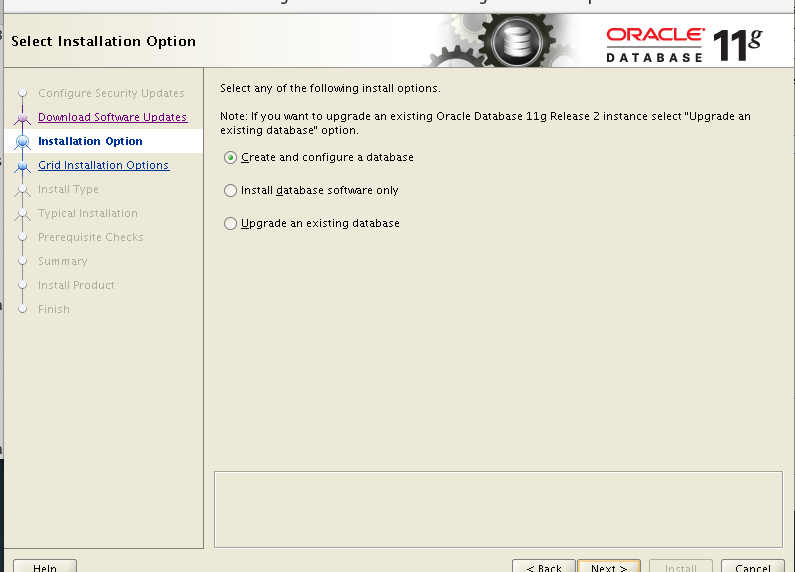 Select Installation Option
ORACLE
DATABASE
11g
Configure Security Updates
Download Software Updates
Installation Option
Grid Installation Options
Install Type
Typical Installation
Prerequisite Checks
Summary
Install Product
Finish
Select any of the following install options.
Note: If you want to upgrade an existing Oracle Database 11g Release 2 instance select "Upgrade an
existing database" option.
Create and configure a database
Install database software only
Upgrade an existing database
Help
< Back
Next >
Install
Cancel